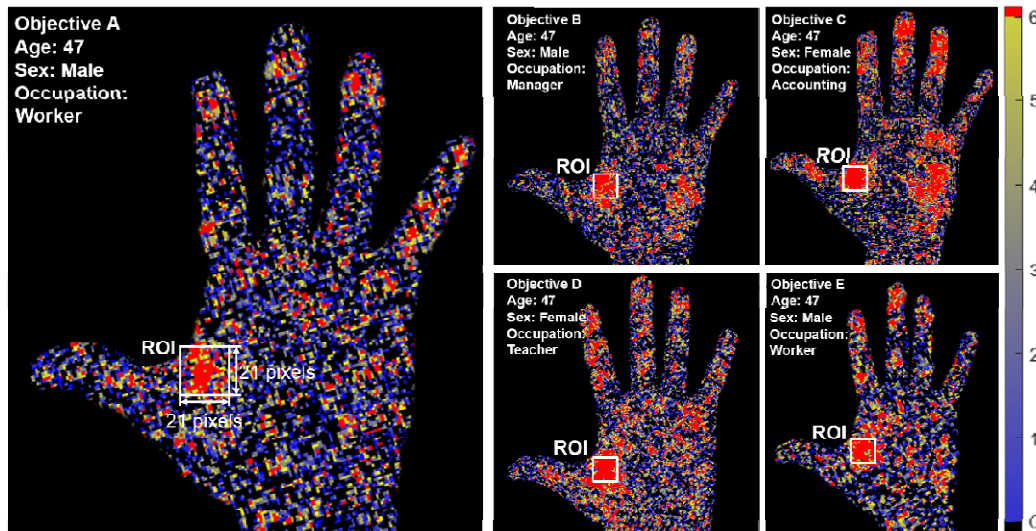 Objective A
Age: 47
Sex: Male
Occupation:
Worker
ROI
21 pixels
21 pixels
Objective B
Age: 47
Sex: Male
Occupation:
Manager
ROI
Objective C
Age: 47
Sex: Female
Occupation:
Accounting
ROI
Objective D
Age: 47
Sex: Female
Occupation:
Teacher
ROI
Objective E
Age: 47
Sex: Male
Occupation:
Worker
ROI
6
5
4
3
2
1
0